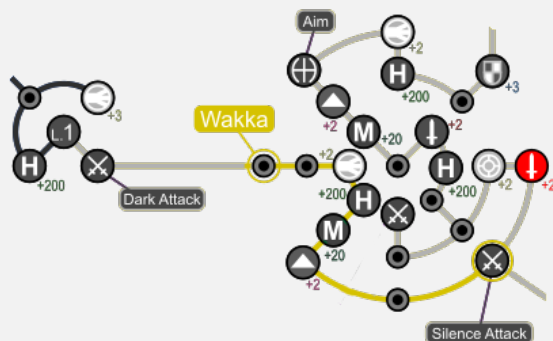 Aim
+2
H
+200
+3
+3
M
+20
+2
+2
L.1
Wakka
+2
H
+200
Dark Attack
H
+200
H
+200
+2
+2
M
+20
+2
Silence Attack